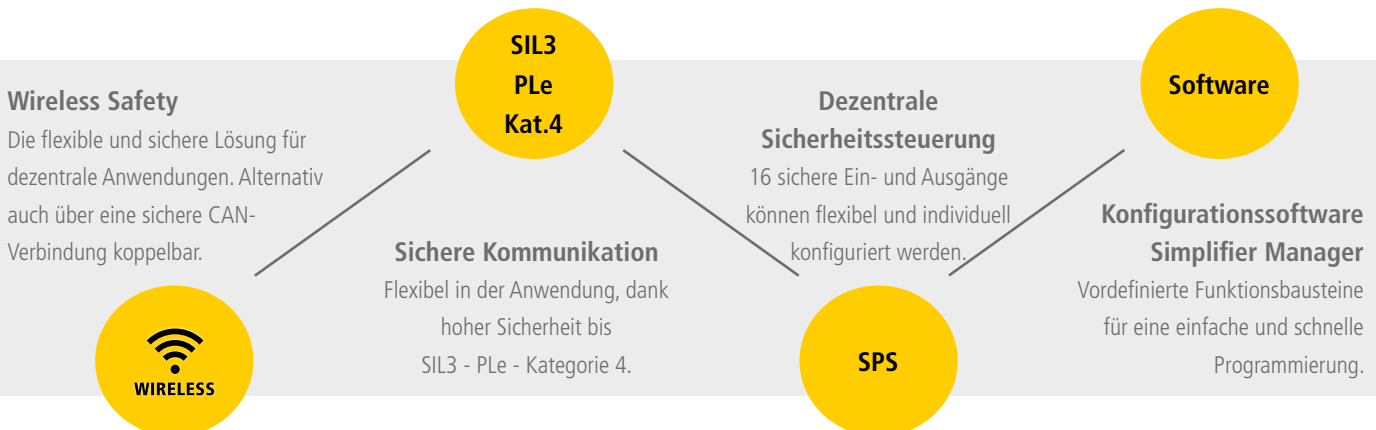 Wireless Safety
Die flexible und sichere Lösung für
dezentrale Anwendungen. Alternativ
auch über eine sichere CAN-
Verbindung koppelbar.
WIRELESS
SIL3
PLe
Kat.4
Sichere Kommunikation
Flexibel in der Anwendung, dank
hoher Sicherheit bis
SIL3 - PLe - Kategorie 4.
Dezentrale
Sicherheitssteuerung
16 sichere Ein- und Ausgänge
können flexibel und individuell
konfiguriert werden.
SPS
Software
Konfigurationssoftware
Simplifier Manager
Vordefinierte Funktionsbausteine
für eine einfache und schnelle
Programmierung.